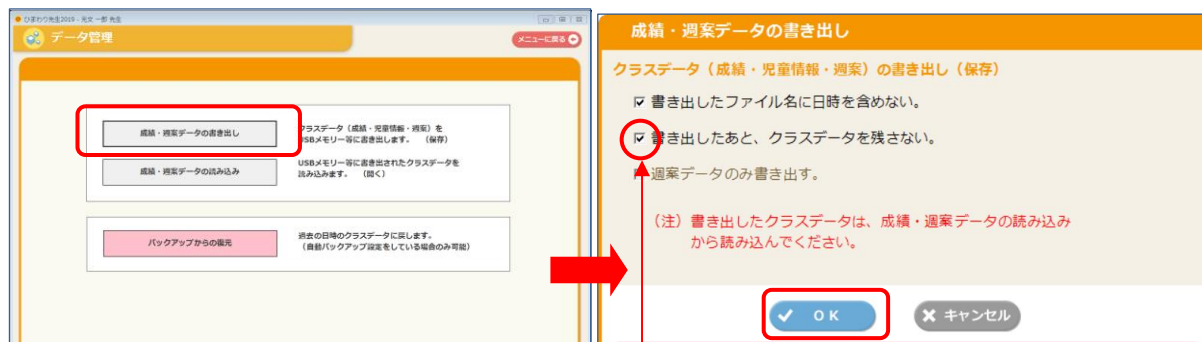 ひまわり先生2019 - 光文 一郎 先生
データ管理
メニューに戻る
成績・週案データの書き出し
クラスデータ（成績・児童情報・週案）を
USBメモリー等に書き出します。　（保存）
成績・週案データの読み込み
USBメモリー等に書き出されたクラスデータを
読み込みます。　（開く）
バックアップからの復元
過去の日時のクラスデータに戻します。
（自動バックアップ設定をしている場合のみ可能）
成績・週案データの書き出し
クラスデータ（成績・児童情報・週案）の書き出し（保存）
書き出したファイル名に日時を含めない。
書き出したあと、クラスデータを残さない。
週案データのみ書き出す。
（注）書き出したクラスデータは、成績・週案データの読み込み
から読み込んでください。
OK
キャンセル